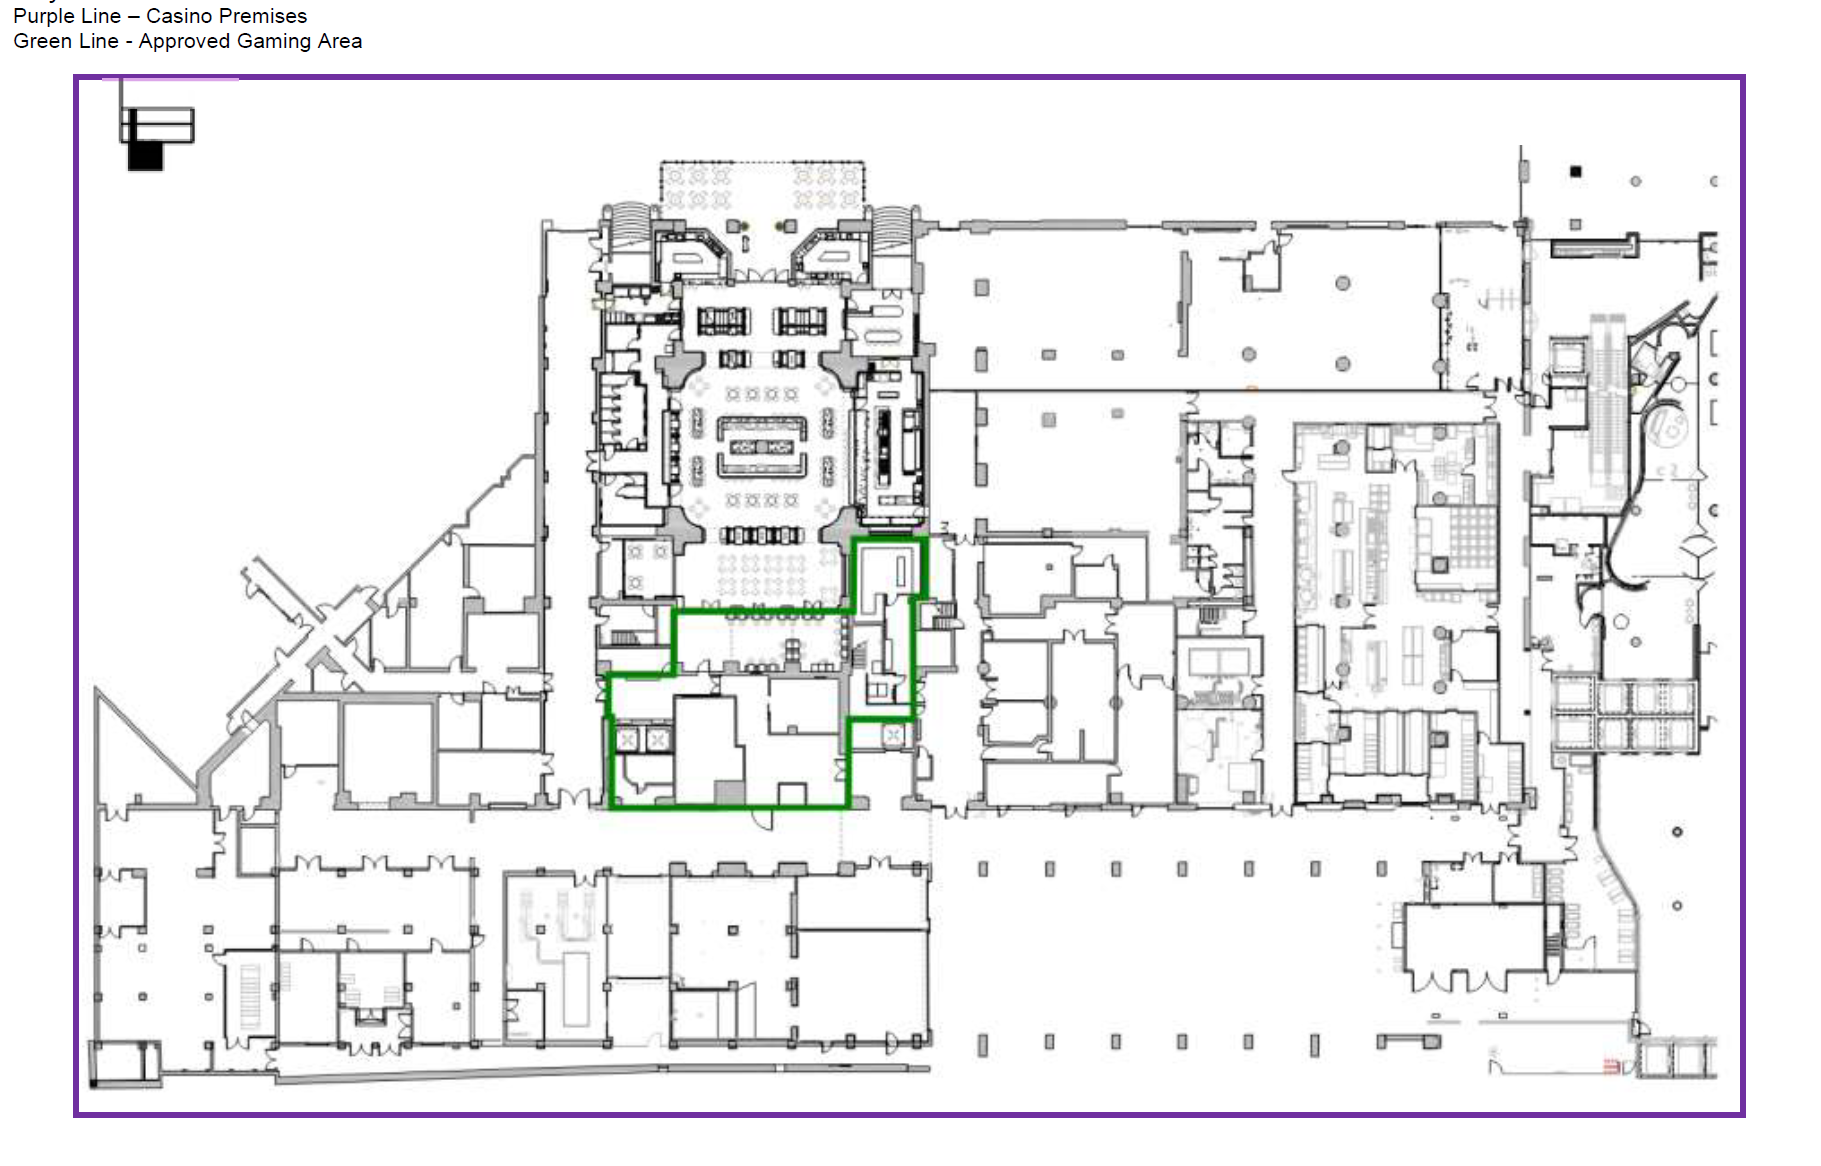 Purple Line – Casino Premises
Green Line - Approved Gaming Area